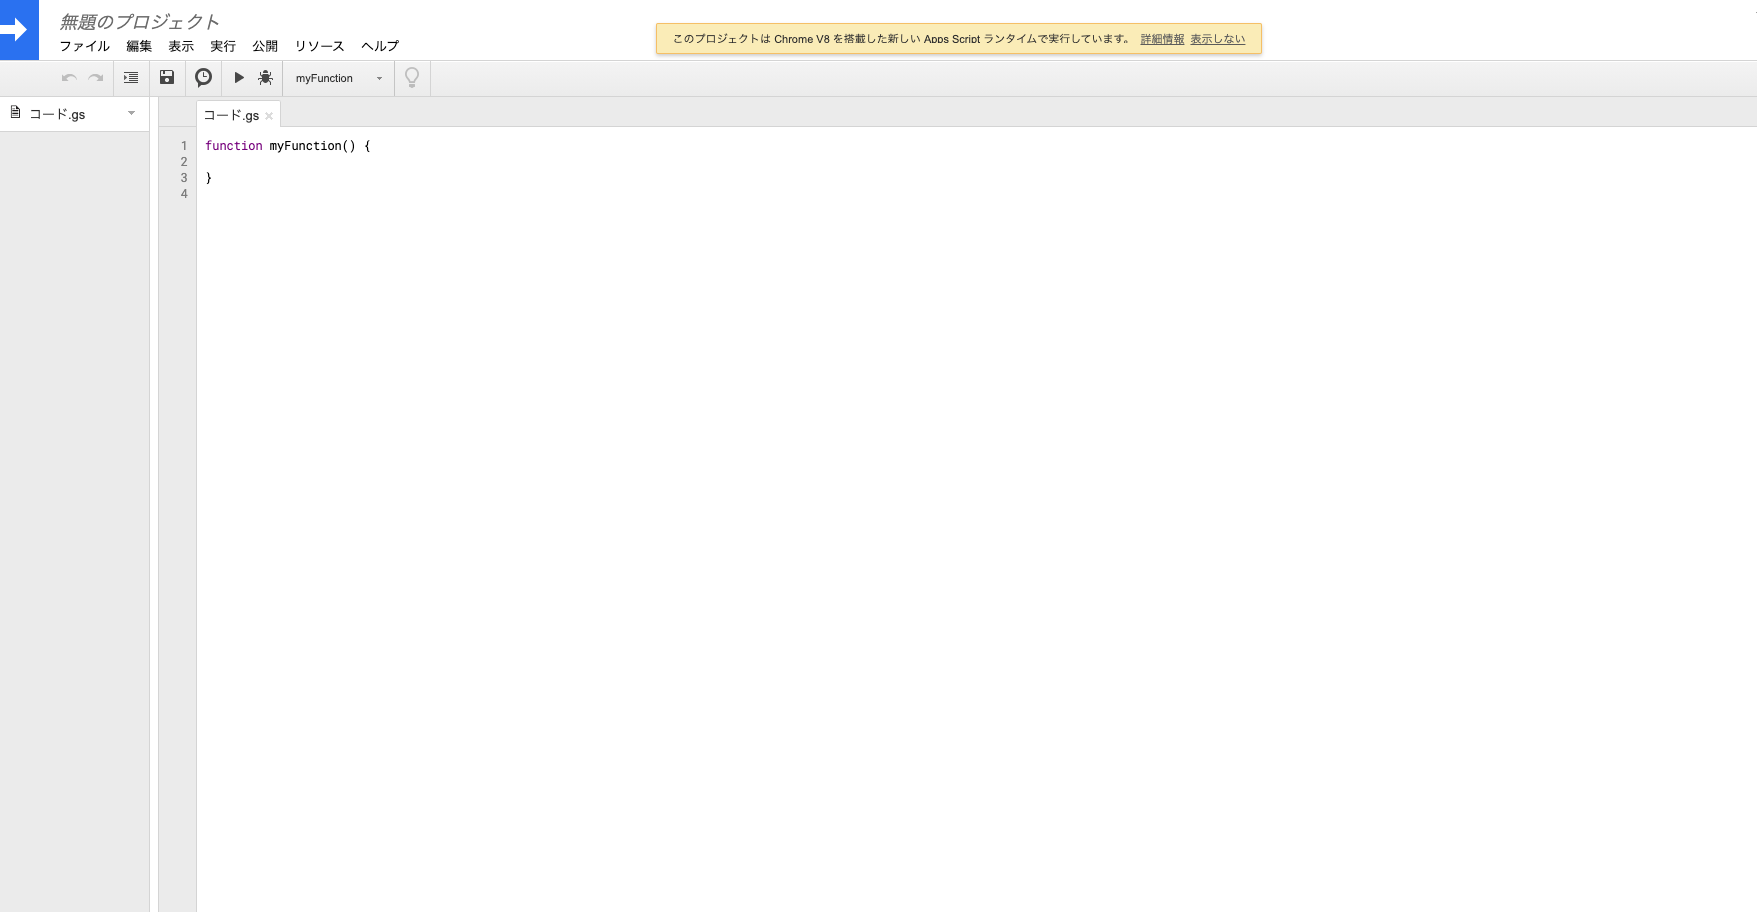 無題のプロジェクト
ファイル 編集 表示 実行 公開 リソース ヘルプ
このプロジェクトは Chrome V8 を搭載した新しい Apps Script ランタイムで実行しています。 詳細情報 表示しない
myFunction
コード.gs
コード.gs
1 function myFunction() {
2
3 }
4